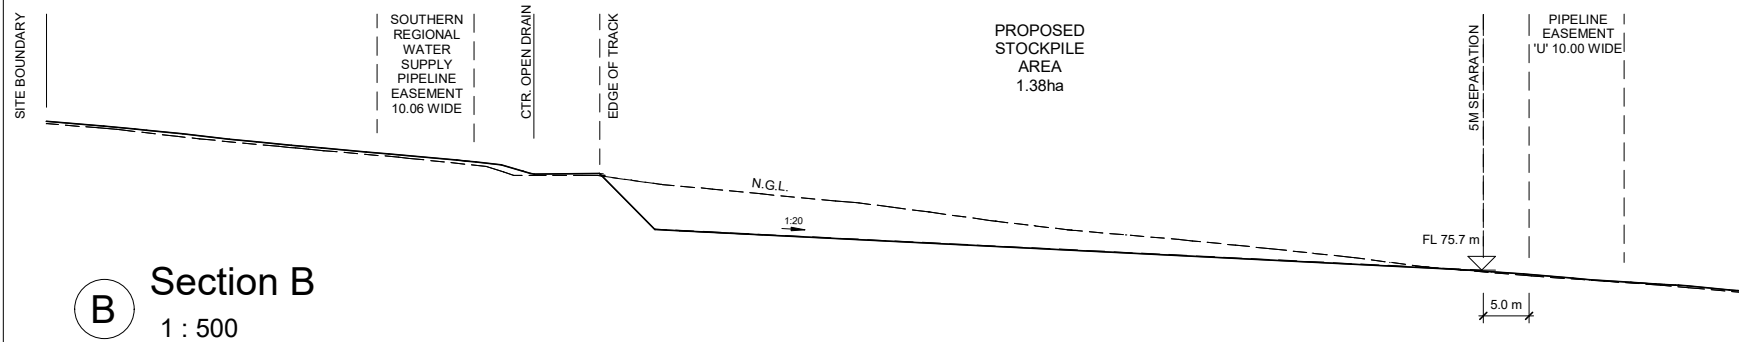 SITE BOUNDARY
SOUTHERN
REGIONAL
WATER
SUPPLY
PIPELINE
EASEMENT
10.06 WIDE
CTR. OPEN DRAIN
EDGE OF TRACK
PROPOSED
STOCKPILE
AREA
1.38ha
5M SEPARATION
PIPELINE
EASEMENT
'U' 10.00 WIDE
N.G.L.
1:20
FL 75.7 m
5.0 m
B
Section B
1 : 500